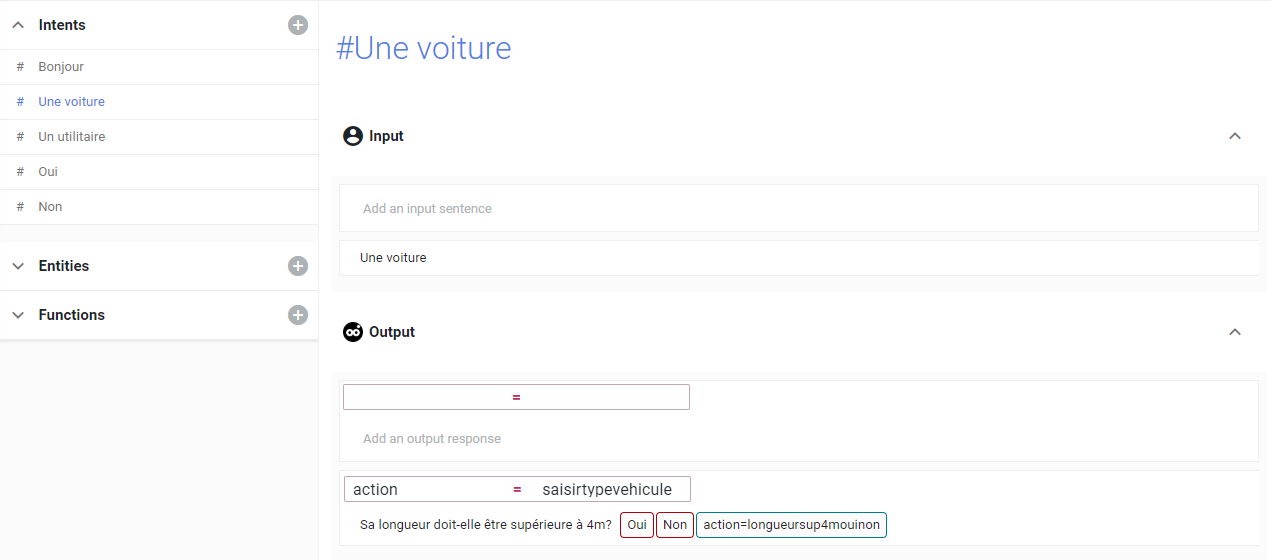 Intents
# Bonjour
# Une voiture
# Un utilitaire
# Oui
# Non
Entities
Functions
#Une voiture
Input
Add an input sentence
Une voiture
Output
=
Add an output response
action = saisirtypevehicule
Sa longueur doit-elle être supérieure à 4m? Oui Non action=longueursup4mouinon